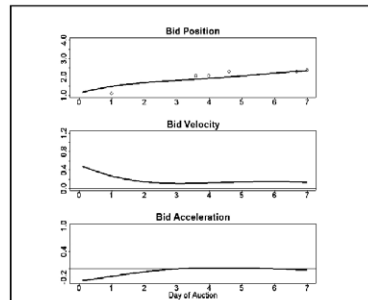 Bid Position
1.0 2.0 3.0 4.0
0 1 2 3 4 5 6 7
Bid Velocity
0.0 0.4 0.8 1.2
0 1 2 3 4 5 6 7
Bid Acceleration
-0.2 0.4 1.0
0 1 2 3 4 5 6 7
Day of Auction